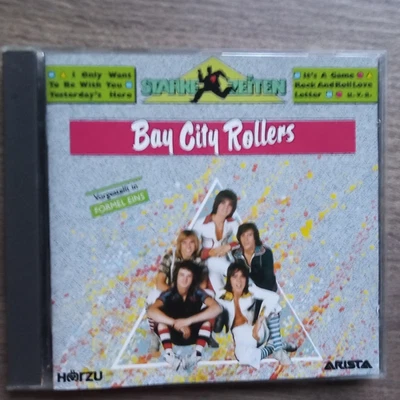 I Only Want
To Be With You
Yesterday's Hero
STARKE ZEITEN
It's A Game
Rock And Roll Love
Letter U.V.A.
Bay City Rollers
Vorgestellt in
FORMEL EINS
HÖRZU
ARISTA